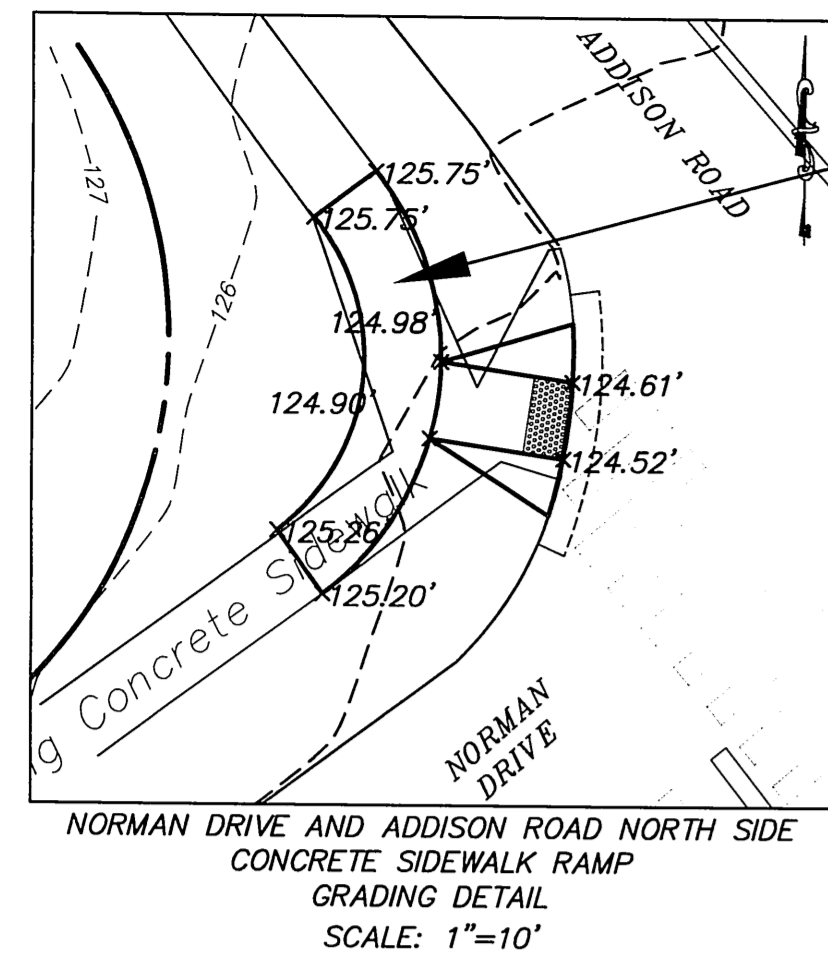 ADDISON ROAD
127
126
125.75'
125.75'
124.98'
124.90'
124.61'
124.52'
125.26'
125.20'
ng Concrete Sidewalk
NORMAN
DRIVE
NORMAN DRIVE AND ADDISON ROAD NORTH SIDE
CONCRETE SIDEWALK RAMP
GRADING DETAIL
SCALE: 1"=10'